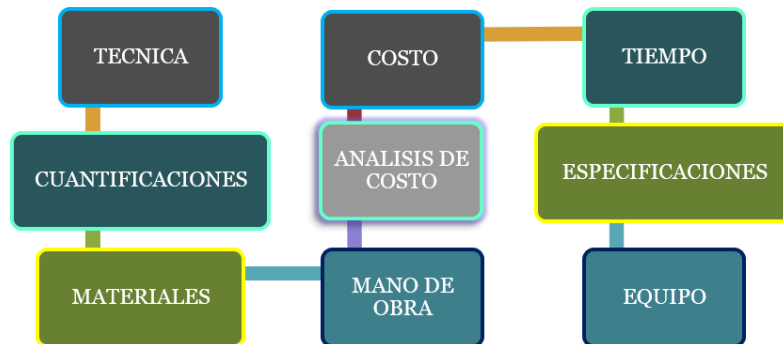 TECNICA
CUANTIFICACIONES
MATERIALES
MANO DE
OBRA
ANALISIS DE
COSTO
COSTO
TIEMPO
ESPECIFICACIONES
EQUIPO